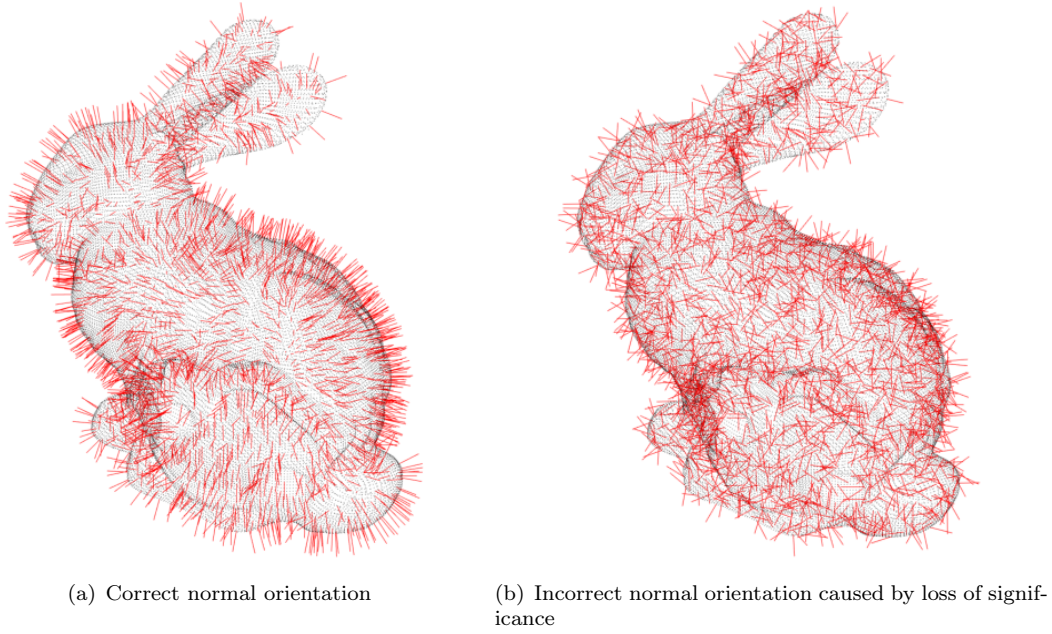 (a) Correct normal orientation
(b) Incorrect normal orientation caused by loss of signif-
icance